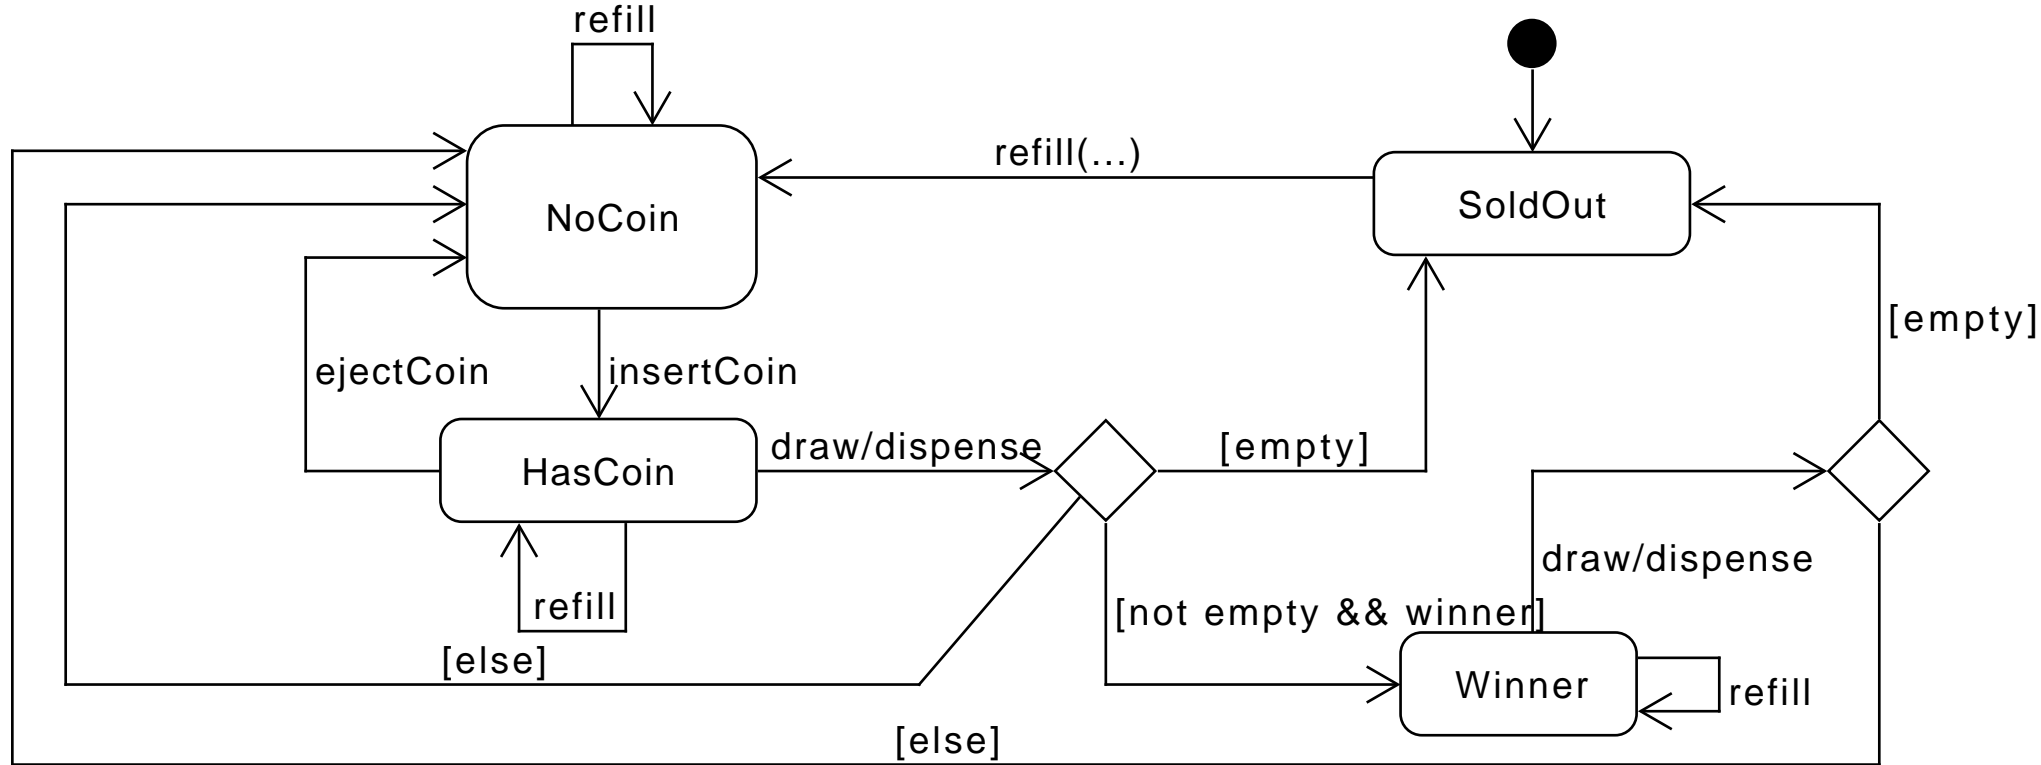 refill
refill(...)
NoCoin
SoldOut
[empty]
ejectCoin
insertCoin
draw/dispense
[empty]
HasCoin
draw/dispense
refill
[not empty && winner]
[else]
Winner
refill
[else]